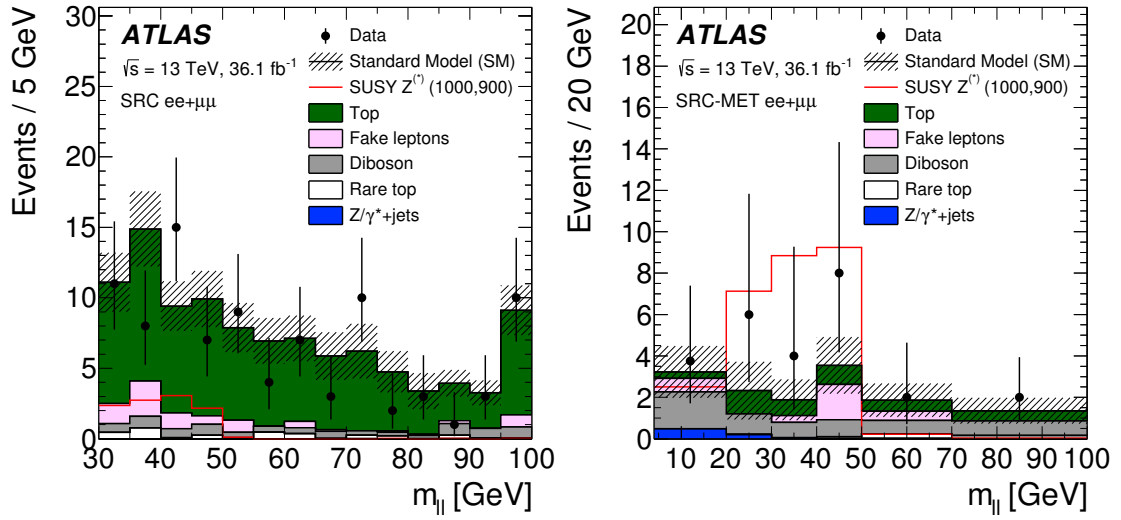 ATLAS
√s = 13 TeV, 36.1 fb⁻¹
SRC ee+μμ
Data
Standard Model (SM)
SUSY Z⁽*⁾ (1000,900)
Top
Fake leptons
Diboson
Rare top
Z/γ*+jets
Events / 5 GeV
30
25
20
15
10
5
0
30 40 50 60 70 80 90 100
m_ll [GeV]
ATLAS
√s = 13 TeV, 36.1 fb⁻¹
SRC-MET ee+μμ
Data
Standard Model (SM)
SUSY Z⁽*⁾ (1000,900)
Top
Fake leptons
Diboson
Rare top
Z/γ*+jets
Events / 20 GeV
20
18
16
14
12
10
8
6
4
2
0
10 20 30 40 50 60 70 80 90 100
m_ll [GeV]